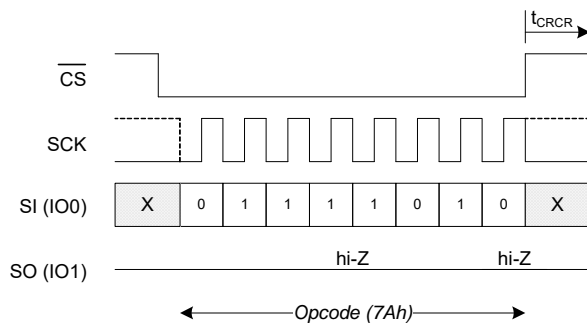 tCRCR
CS
SCK
SI (IO0) X 0 1 1 1 1 0 1 0 X
hi-Z hi-Z
SO (IO1)
Opcode (7Ah)